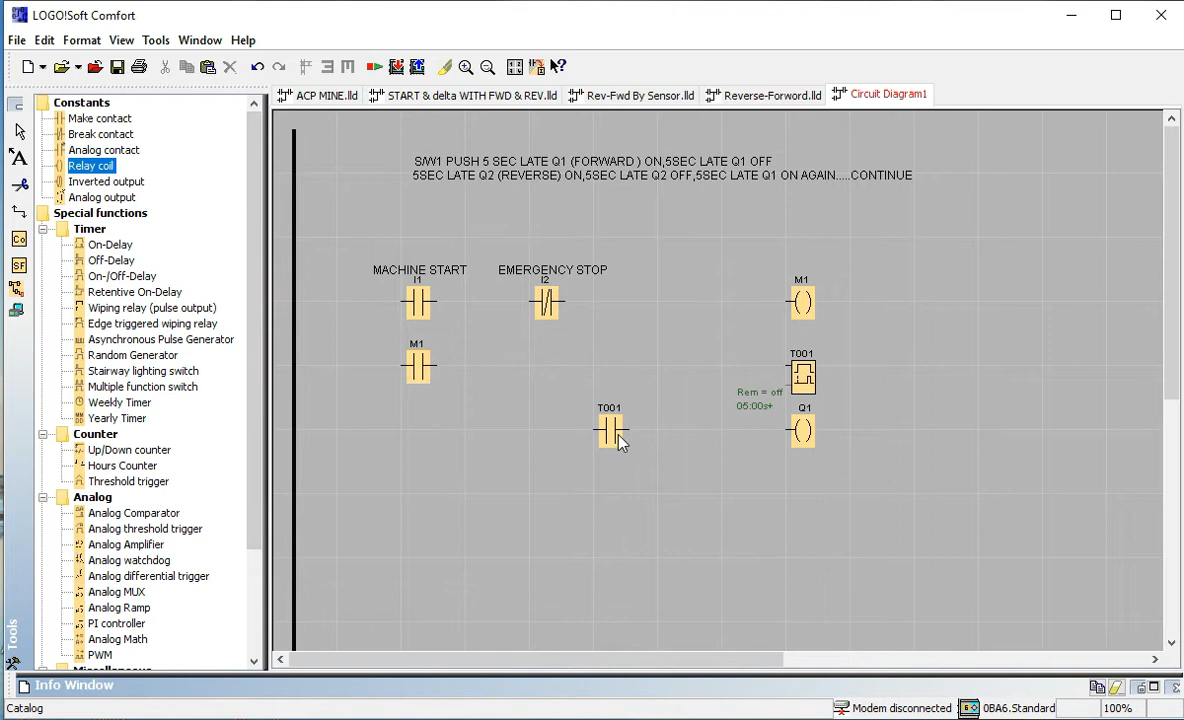 LOGO!Soft Comfort
File Edit Format View Tools Window Help
ACP MINE.lld START & delta WITH FWD & REV.lld Rev-Fwd By Sensor.lld Reverse-Forword.lld Circuit Diagram1
Constants
Make contact
Break contact
Analog contact
Relay coil
Inverted output
Analog output
Special functions
Timer
On-Delay
Off-Delay
On-/Off-Delay
Retentive On-Delay
Wiping relay (pulse output)
Edge triggered wiping relay
Asynchronous Pulse Generator
Random Generator
Stairway lighting switch
Multiple function switch
Weekly Timer
Yearly Timer
Counter
Up/Down counter
Hours Counter
Threshold trigger
Analog
Analog Comparator
Analog threshold trigger
Analog Amplifier
Analog watchdog
Analog differential trigger
Analog MUX
Analog Ramp
PI controller
Analog Math
PWM
Co
SF
Tools
S/W1 PUSH 5 SEC LATE Q1 (FORWARD ) ON,5SEC LATE Q1 OFF
5SEC LATE Q2 (REVERSE) ON,5SEC LATE Q2 OFF,5SEC LATE Q1 ON AGAIN.....CONTINUE
MACHINE START EMERGENCY STOP
I1 I2 M1
M1 T001
Rem = off
05:00s+
T001 Q1
Info Window
Catalog
Modem disconnected
0BA6.Standard
100%